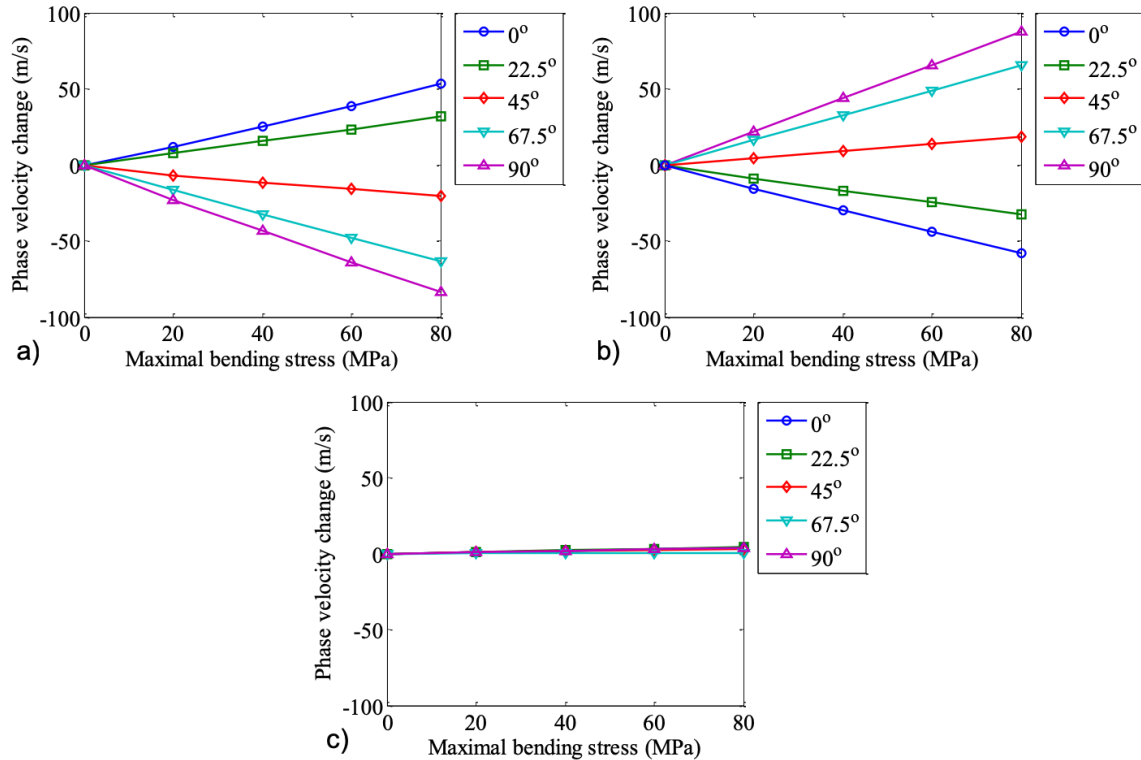 100
50
0
-50
-100
Phase velocity change (m/s)
0 20 40 60 80
Maximal bending stress (MPa)
0º
22.5º
45º
67.5º
90º
a)
100
50
0
-50
-100
Phase velocity change (m/s)
0 20 40 60 80
Maximal bending stress (MPa)
0º
22.5º
45º
67.5º
90º
b)
100
50
0
-50
-100
Phase velocity change (m/s)
0 20 40 60 80
Maximal bending stress (MPa)
0º
22.5º
45º
67.5º
90º
c)